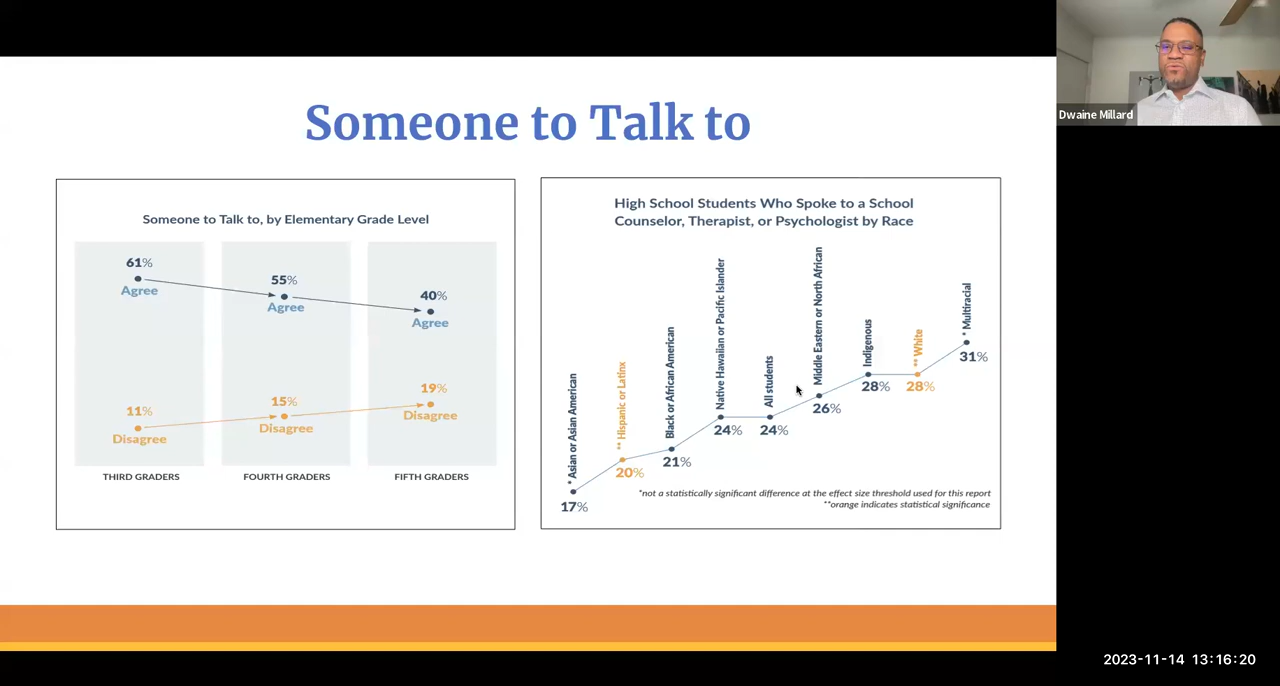 Someone to Talk to
Dwaine Millard
Someone to Talk to, by Elementary Grade Level
61%
Agree
55%
Agree
40%
Agree
11%
Disagree
15%
Disagree
19%
Disagree
THIRD GRADERS
FOURTH GRADERS
FIFTH GRADERS
High School Students Who Spoke to a School
Counselor, Therapist, or Psychologist by Race
* Asian or Asian American
17%
** Hispanic or Latinx
20%
Black or African American
21%
Native Hawaiian or Pacific Islander
24%
All students
24%
Middle Eastern or North African
26%
Indigenous
28%
** White
28%
* Multiracial
31%
*not a statistically significant difference at the effect size threshold used for this report
**orange indicates statistical significance
2023-11-14 13:16:20